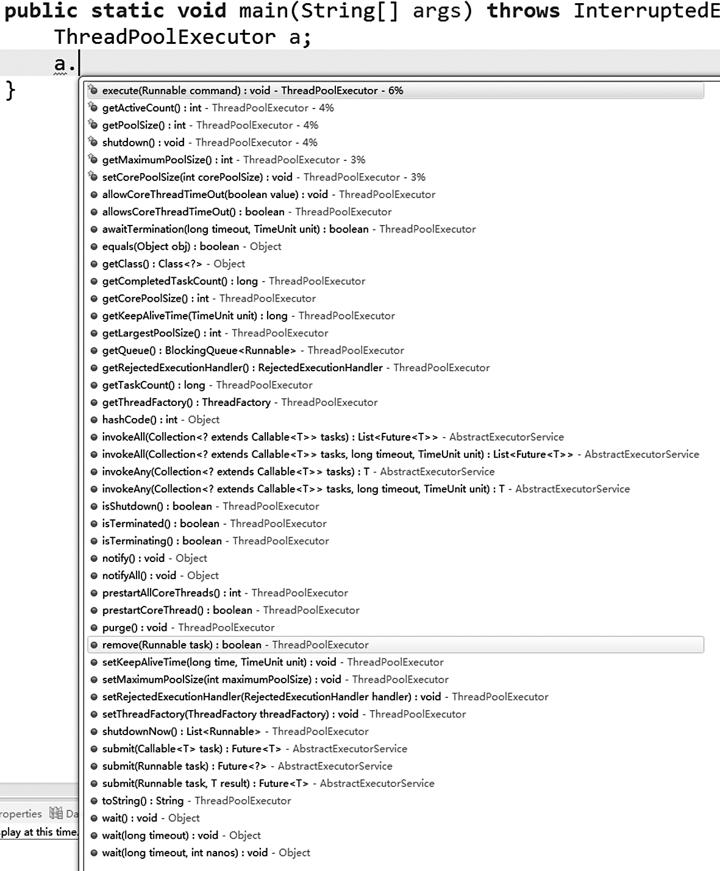 public static void main(String[] args) throws InterruptedE
ThreadPoolExecutor a;
a.
}
execute(Runnable command) : void - ThreadPoolExecutor - 6%
getActiveCount() : int - ThreadPoolExecutor - 4%
getPoolSize() : int - ThreadPoolExecutor - 4%
shutdown() : void - ThreadPoolExecutor - 4%
getMaximumPoolSize() : int - ThreadPoolExecutor - 3%
setCorePoolSize(int corePoolSize) : void - ThreadPoolExecutor - 3%
allowCoreThreadTimeOut(boolean value) : void - ThreadPoolExecutor
allowsCoreThreadTimeOut() : boolean - ThreadPoolExecutor
awaitTermination(long timeout, TimeUnit unit) : boolean - ThreadPoolExecutor
equals(Object obj) : boolean - Object
getClass() : Class<?> - Object
getCompletedTaskCount() : long - ThreadPoolExecutor
getCorePoolSize() : int - ThreadPoolExecutor
getKeepAliveTime(TimeUnit unit) : long - ThreadPoolExecutor
getLargestPoolSize() : int - ThreadPoolExecutor
getQueue() : BlockingQueue<Runnable> - ThreadPoolExecutor
getRejectedExecutionHandler() : RejectedExecutionHandler - ThreadPoolExecutor
getTaskCount() : long - ThreadPoolExecutor
getThreadFactory() : ThreadFactory - ThreadPoolExecutor
hashCode() : int - Object
invokeAll(Collection<? extends Callable<T>> tasks) : List<Future<T>> - AbstractExecutorService
invokeAll(Collection<? extends Callable<T>> tasks, long timeout, TimeUnit unit) : List<Future<T>> - AbstractExecutorService
invokeAny(Collection<? extends Callable<T>> tasks) : T - AbstractExecutorService
invokeAny(Collection<? extends Callable<T>> tasks, long timeout, TimeUnit unit) : T - AbstractExecutorService
isShutdown() : boolean - ThreadPoolExecutor
isTerminated() : boolean - ThreadPoolExecutor
isTerminating() : boolean - ThreadPoolExecutor
notify() : void - Object
notifyAll() : void - Object
prestartAllCoreThreads() : int - ThreadPoolExecutor
prestartCoreThread() : boolean - ThreadPoolExecutor
purge() : void - ThreadPoolExecutor
remove(Runnable task) : boolean - ThreadPoolExecutor
setKeepAliveTime(long time, TimeUnit unit) : void - ThreadPoolExecutor
setMaximumPoolSize(int maximumPoolSize) : void - ThreadPoolExecutor
setRejectedExecutionHandler(RejectedExecutionHandler handler) : void - ThreadPoolExecutor
setThreadFactory(ThreadFactory threadFactory) : void - ThreadPoolExecutor
shutdownNow() : List<Runnable> - ThreadPoolExecutor
submit(Callable<T> task) : Future<T> - AbstractExecutorService
submit(Runnable task) : Future<?> - AbstractExecutorService
submit(Runnable task, T result) : Future<T> - AbstractExecutorService
toString() : String - ThreadPoolExecutor
wait() : void - Object
wait(long timeout) : void - Object
wait(long timeout, int nanos) : void - Object
roperties Da
play at this time.